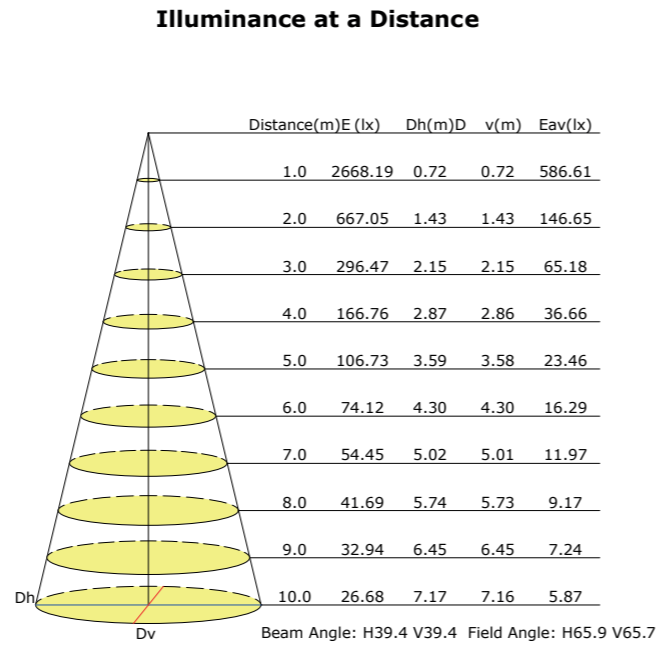 Illuminance at a Distance
Distance(m)E (lx) Dh(m)D v(m) Eav(lx)
1.0 2668.19 0.72 0.72 586.61
2.0 667.05 1.43 1.43 146.65
3.0 296.47 2.15 2.15 65.18
4.0 166.76 2.87 2.86 36.66
5.0 106.73 3.59 3.58 23.46
6.0 74.12 4.30 4.30 16.29
7.0 54.45 5.02 5.01 11.97
8.0 41.69 5.74 5.73 9.17
9.0 32.94 6.45 6.45 7.24
Dh 10.0 26.68 7.17 7.16 5.87
Dv Beam Angle: H39.4 V39.4 Field Angle: H65.9 V65.7